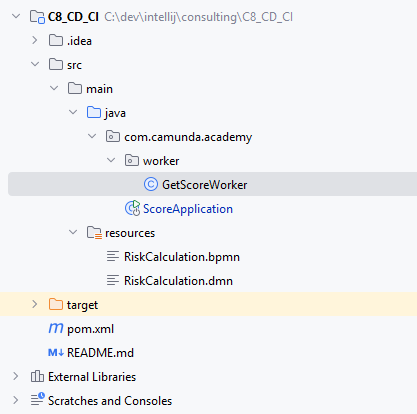 C8_CD_CI C:\dev\intellij\consulting\C8_CD_CI
.idea
src
main
java
com.camunda.academy
worker
GetScoreWorker
ScoreApplication
resources
RiskCalculation.bpmn
RiskCalculation.dmn
target
pom.xml
README.md
External Libraries
Scratches and Consoles